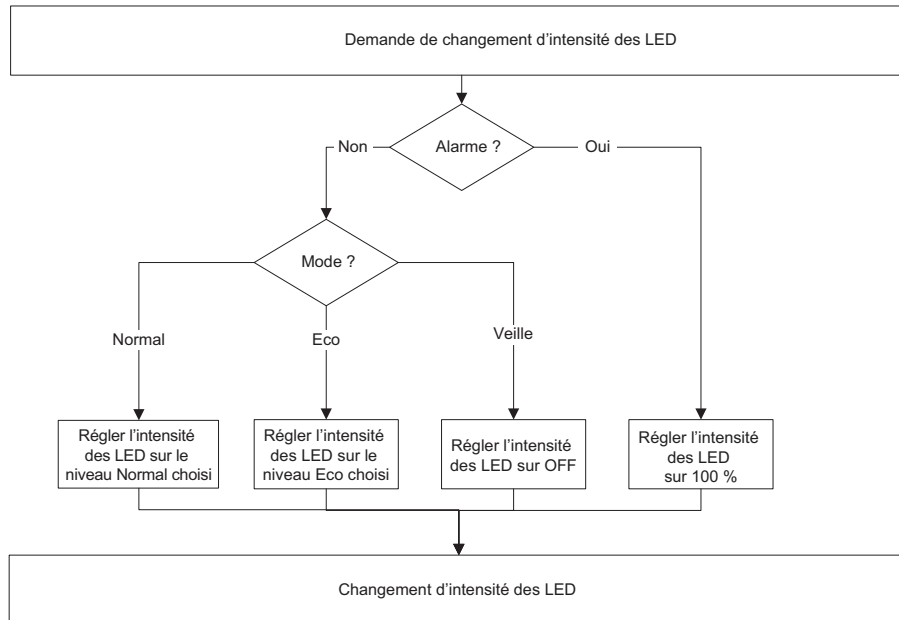 Demande de changement d'intensité des LED
Alarme ?
Non
Oui
Mode ?
Normal
Eco
Veille
Régler l'intensité
des LED sur le
niveau Normal choisi
Régler l'intensité
des LED sur le
niveau Eco choisi
Régler l'intensité
des LED sur OFF
Régler l'intensité
des LED
sur 100 %
Changement d'intensité des LED